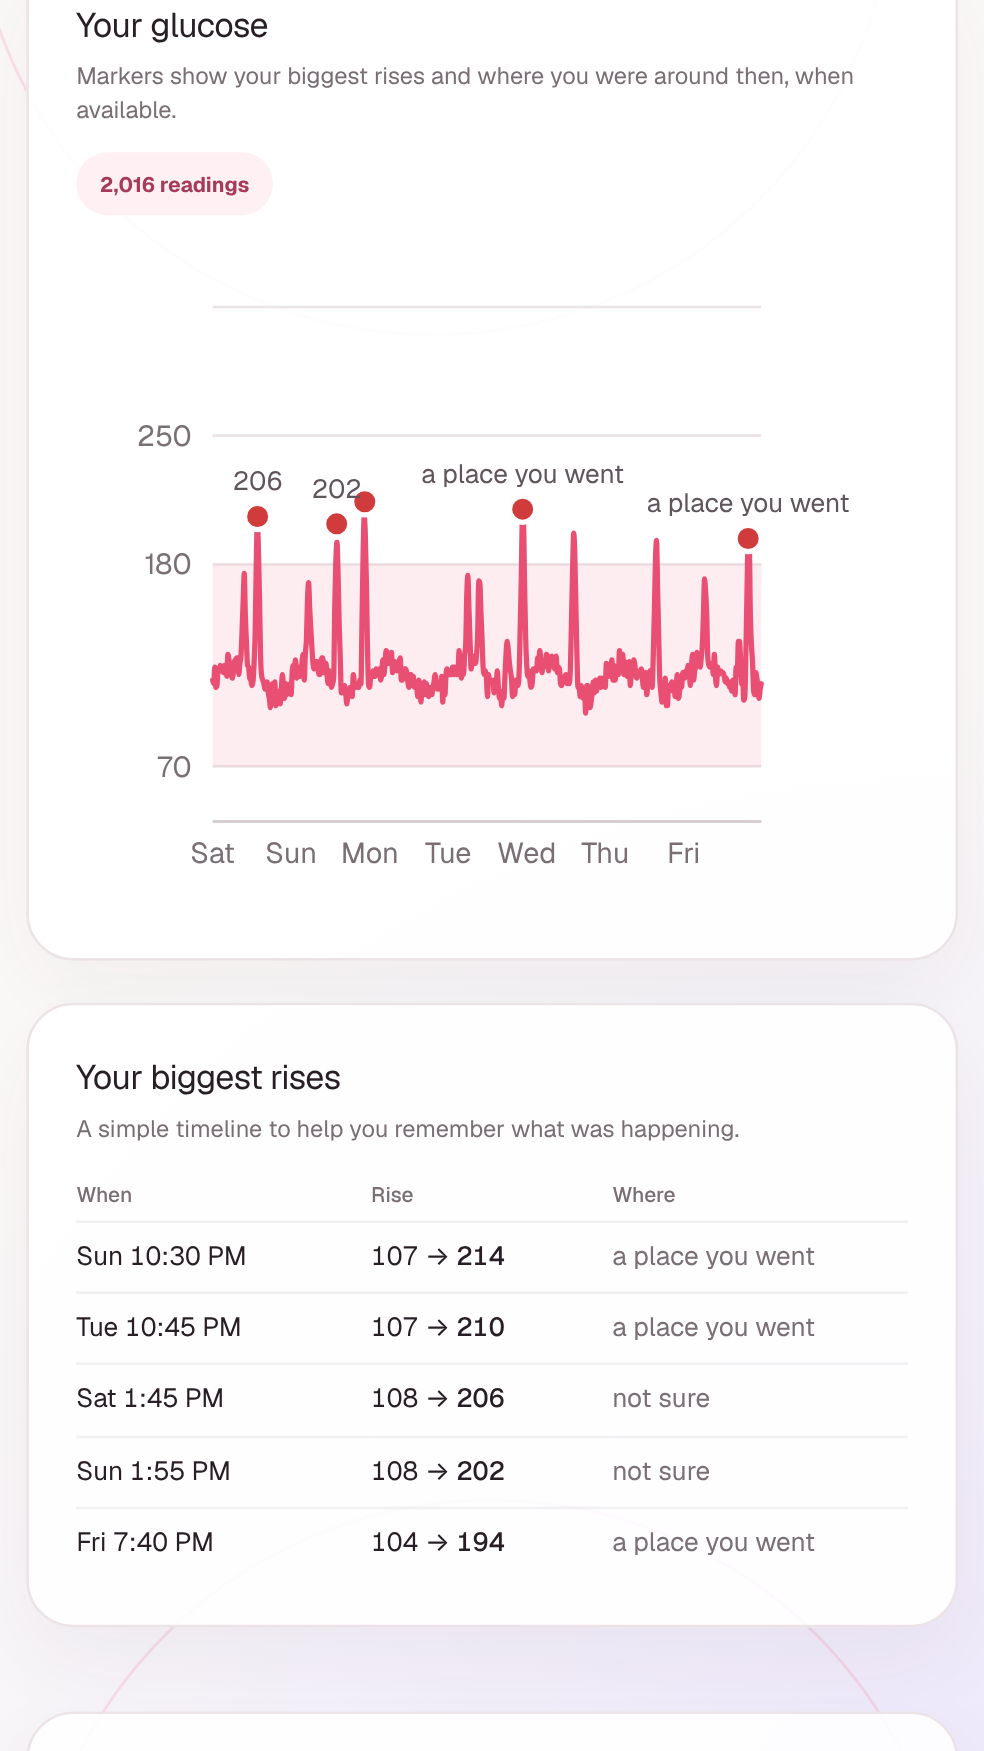 Your glucose
Markers show your biggest rises and where you were around then, when
available.
2,016 readings
250
206
202
a place you went
a place you went
180
70
Sat Sun Mon Tue Wed Thu Fri
Your biggest rises
A simple timeline to help you remember what was happening.
When Rise Where
Sun 10:30 PM 107 → 214 a place you went
Tue 10:45 PM 107 → 210 a place you went
Sat 1:45 PM 108 → 206 not sure
Sun 1:55 PM 108 → 202 not sure
Fri 7:40 PM 104 → 194 a place you went